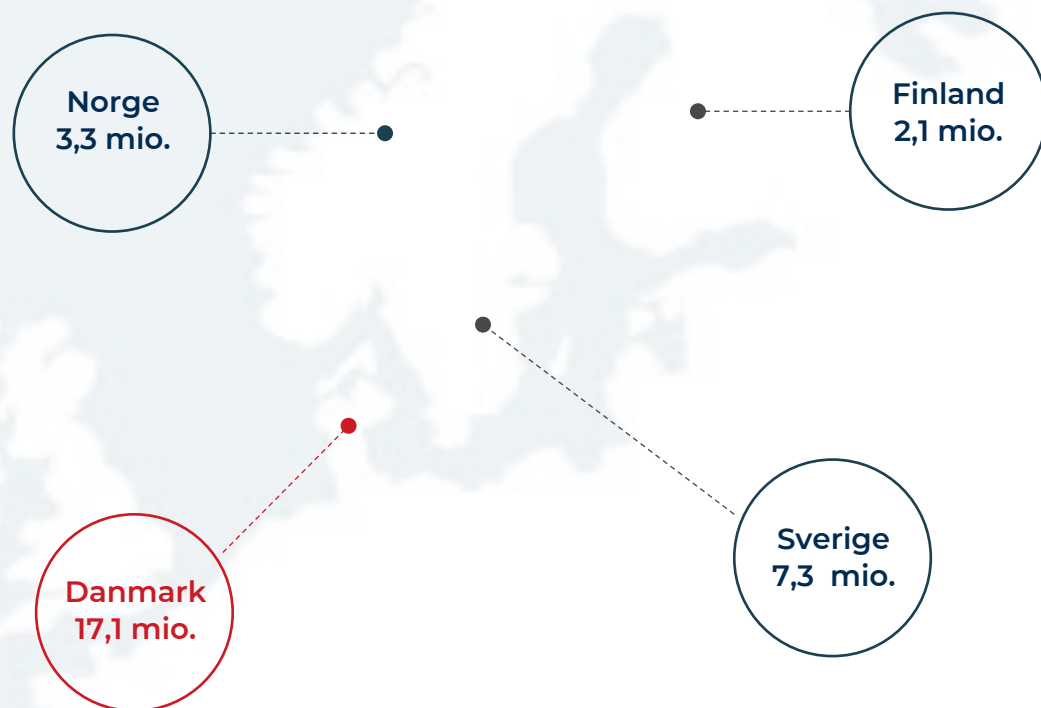 Norge
3,3 mio.
Finland
2,1 mio.
Sverige
7,3 mio.
Danmark
17,1 mio.